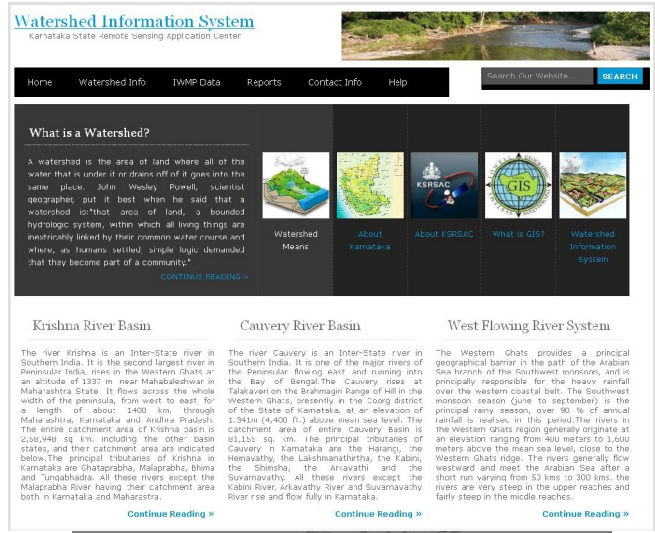 Watershed Information System
Karnataka State Remote Sensing Application Center
Home Watershed Info IWMP Data Reports Contact Info Help
Search Our Website... SEARCH
What is a Watershed?
A watershed is the area of land where all of the
water that is under it or drains off of it goes into the
same place. John Wesley Powell, scientist
geographer, put it best when he said that a
watershed is:"that area of land, a bounded
hydrologic system, within which all living things are
inextricably linked by their common water course and
where, as humans settled, simple logic demanded
that they become part of a community."
CONTINUE READING »
KSRSAC
GIS
Watershed
Means
About
Karnataka
About KSRSAC
What is GIS?
Watershed
Information
System
Krishna River Basin
The river Krishna is an Inter-State river in
Southern India. It is the second largest river in
Peninsular India, rises in the Western Ghats at
an altitude of 1337 m near Mahabaleshwar in
Maharashtra State. It flows across the whole
width of the peninsula, from west to east, for
a length of about 1400 km, through
Maharashtra, Karnataka and Andhra Pradesh.
The entire catchment area of Krishna basin is
2,58,948 sq km. Including the other basin
states, and their catchment area are indicated
below.The principal tributaries of Krishna in
Karnataka are Ghataprabha, Malaprabha, Bhima
and Tungabhadra. All these rivers except the
Malaprabha River having their catchment area
both in Karnataka and Maharastra.
Continue Reading »
Cauvery River Basin
The river Cauvery is an Inter-State river in
Southern India. It is one of the major rivers of
the Peninsular flowing east and running into
the Bay of Bengal.The Cauvery rises at
Talakaveri on the Brahmagiri Range of Hill in the
Western Ghats, presently in the Coorg district
of the State of Karnataka, at an elevation of
1.341m (4,400 ft.) above mean sea level. The
catchment area of entire Cauvery Basin is
81,155 sq. km. The principal tributaries of
Cauvery in Karnataka are the Harangi, the
Hemavathy, the Lakshmanathirtha, the Kabini,
the Shimsha, the Arkavathi and the
Suvarnavathy. All these rivers except the
Kabini River, Arkavathy River and Suvarnavathy
River rise and flow fully in Karnataka.
Continue Reading »
West Flowing River System
The Western Ghats provides a principal
geographical barrier in the path of the Arabian
Sea branch of the Southwest monsoon, and is
principally responsible for the heavy rainfall
over the western coastal belt. The Southwest
monsoon season (june to september) is the
principal rainy season, over 90 % of annual
rainfall is realised in this period.The rivers in
the Western Ghats region generally originate at
an elevation ranging from 400 meters to 1,600
meters above the mean sea level, close to the
Western Ghats ridge. The rivers generally flow
westward and meet the Arabian Sea after a
short run varying from 50 kms to 300 kms. the
rivers are very steep in the upper reaches and
fairly steep in the middle reaches.
Continue Reading »